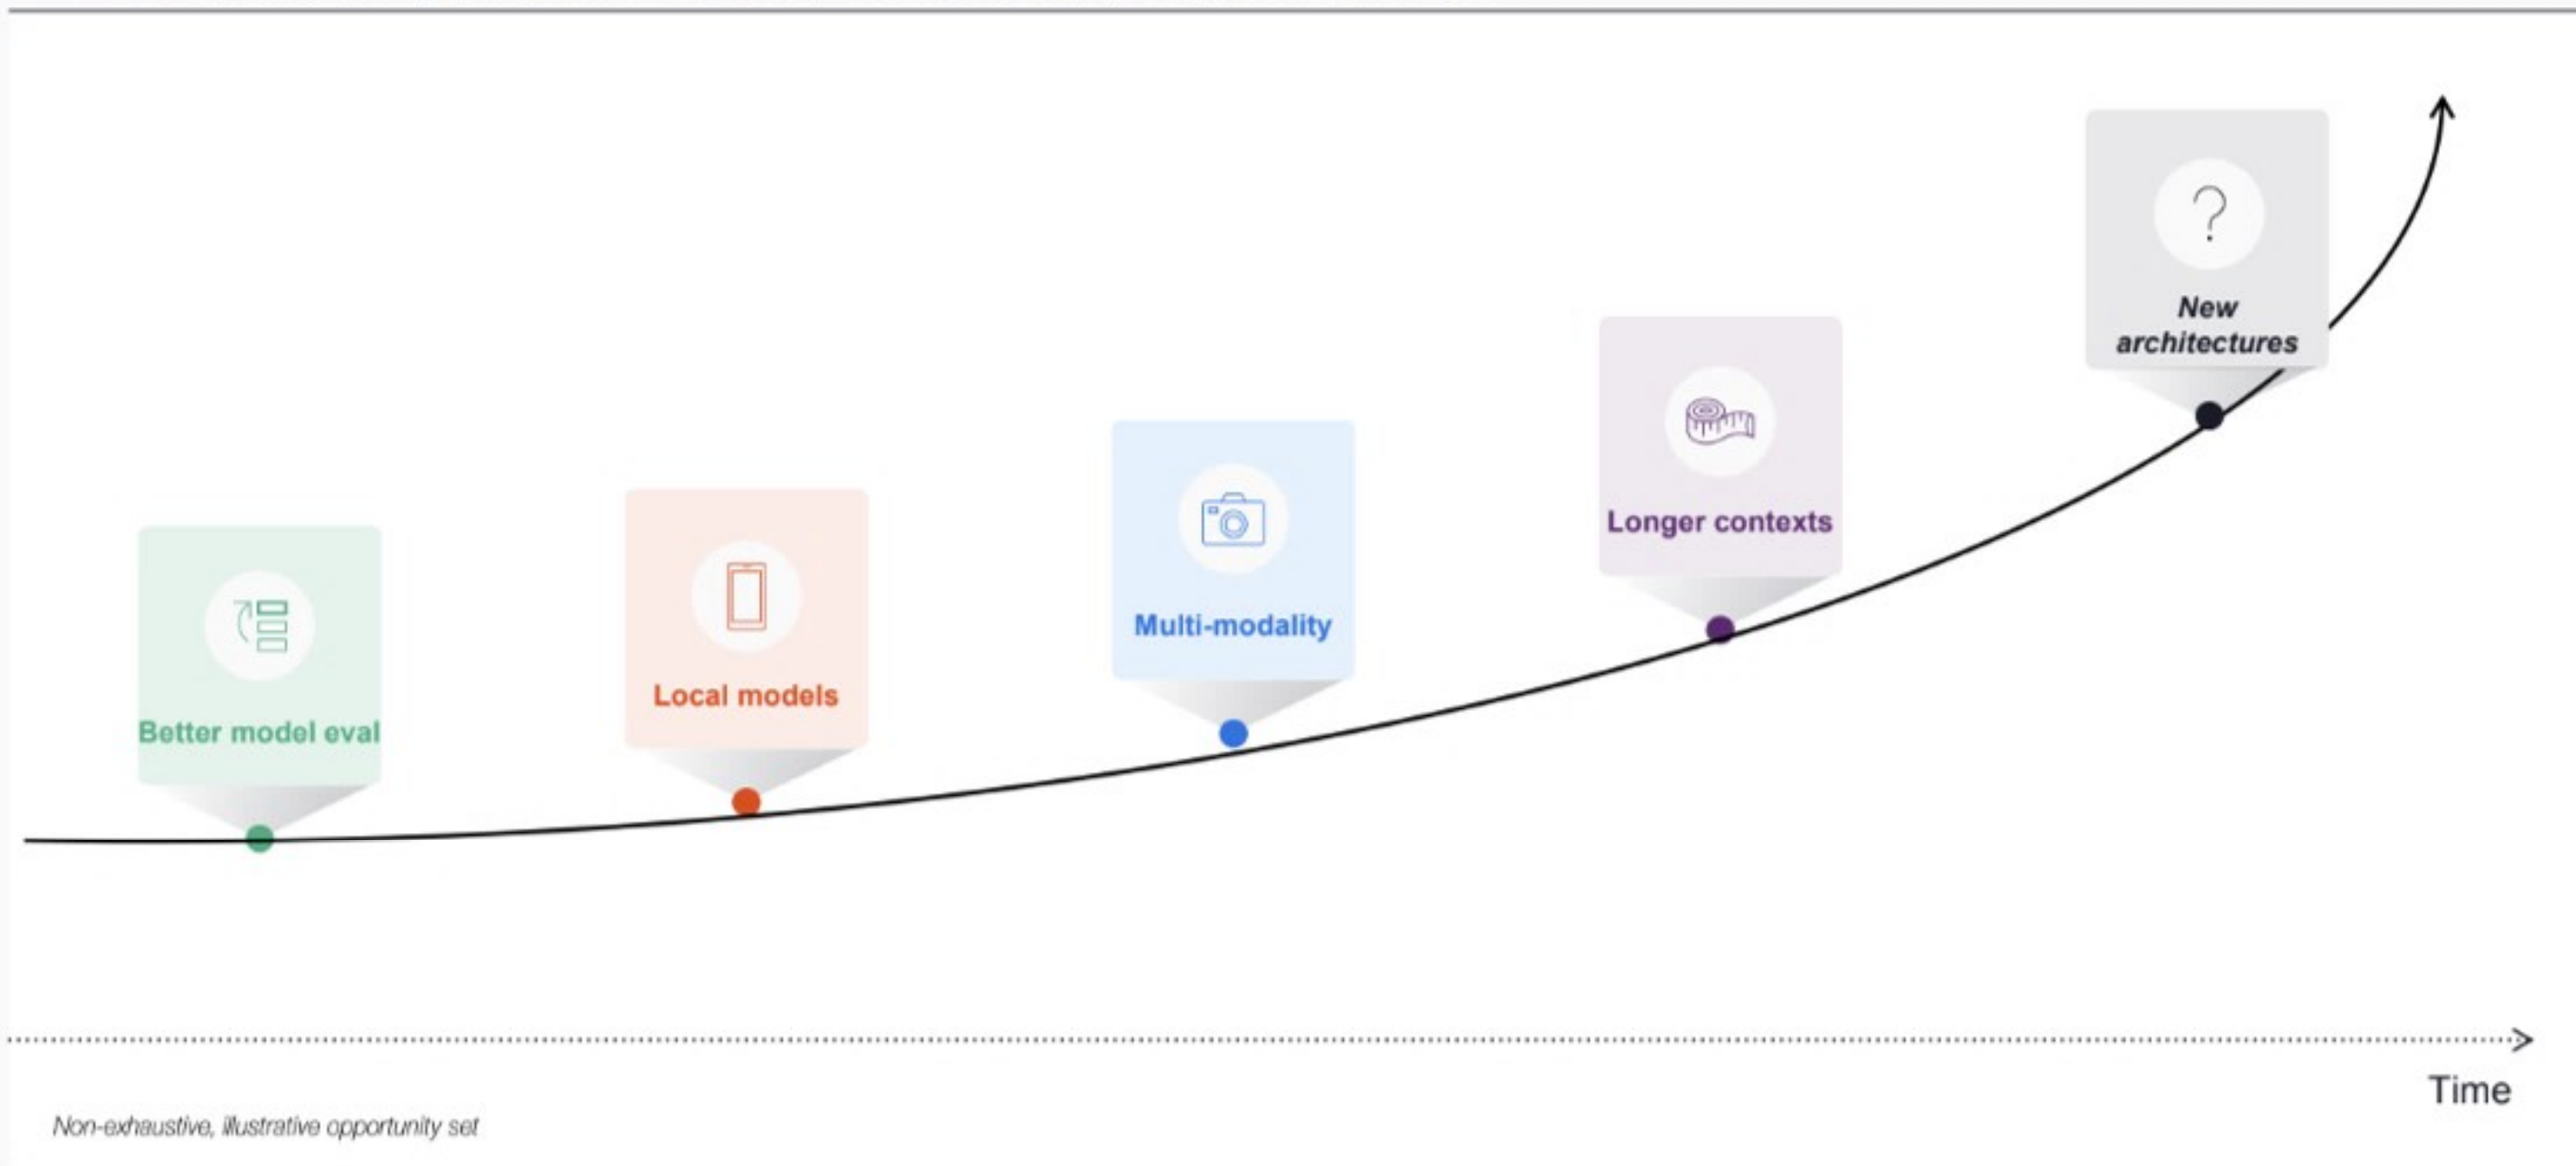 Better model eval
Local models
Multi-modality
Longer contexts
?
New
architectures
Time
Non-exhaustive, illustrative opportunity set